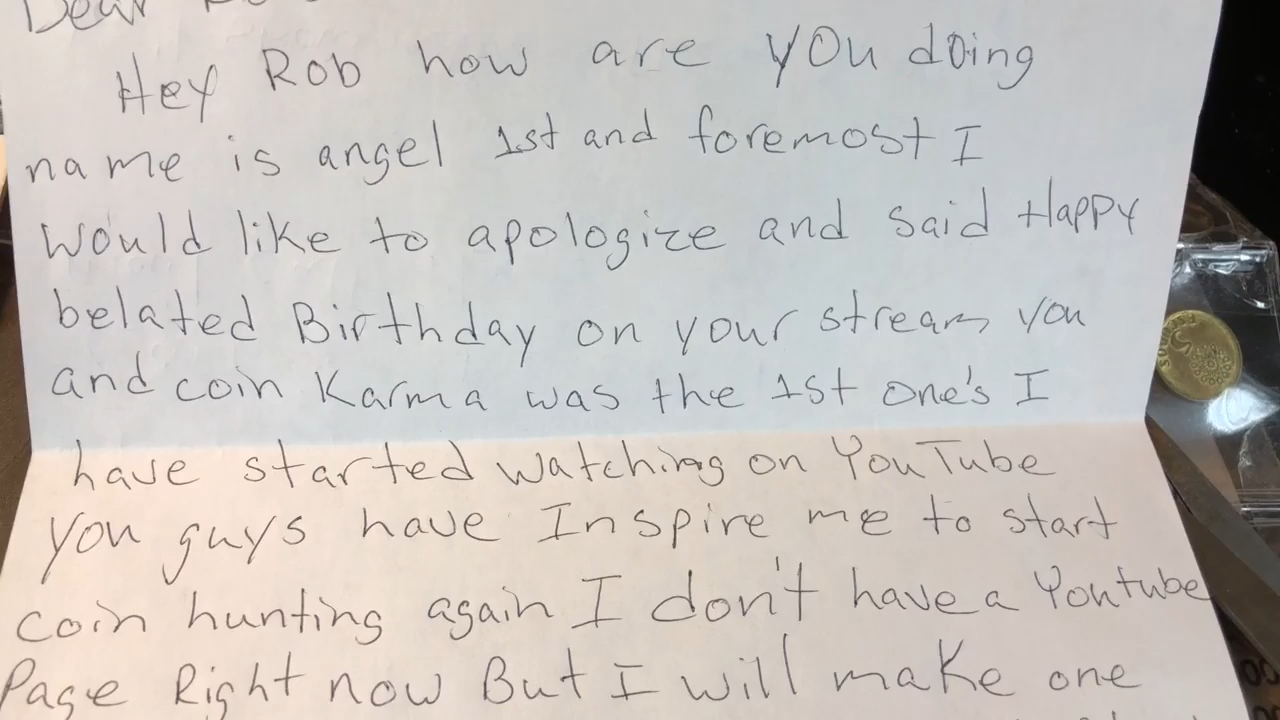 Dear
Hey Rob how are you doing
name is angel 1st and foremost I
would like to apologize and said Happy
belated Birthday on your stream you
and coin Karma was the 1st one's I
have started watching on YouTube
you guys have Inspire me to start
coin hunting again I don't have a Youtube
Page Right now But I will make one
5